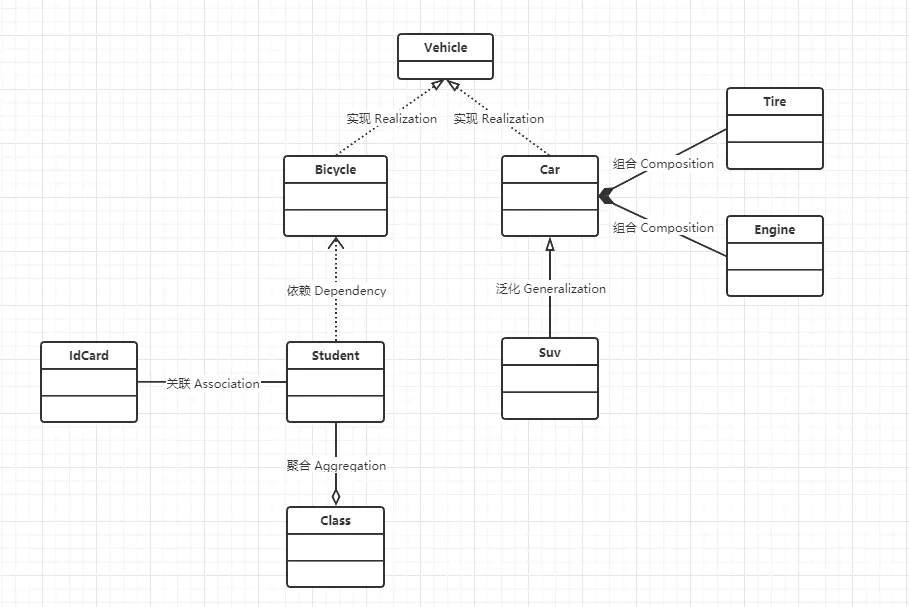 Vehicle
实现 Realization
实现 Realization
Tire
Bicycle
Car
组合 Composition
组合 Composition
Engine
依赖 Dependency
泛化 Generalization
IdCard
Student
Suv
关联 Association
聚合 Aggregation
Class